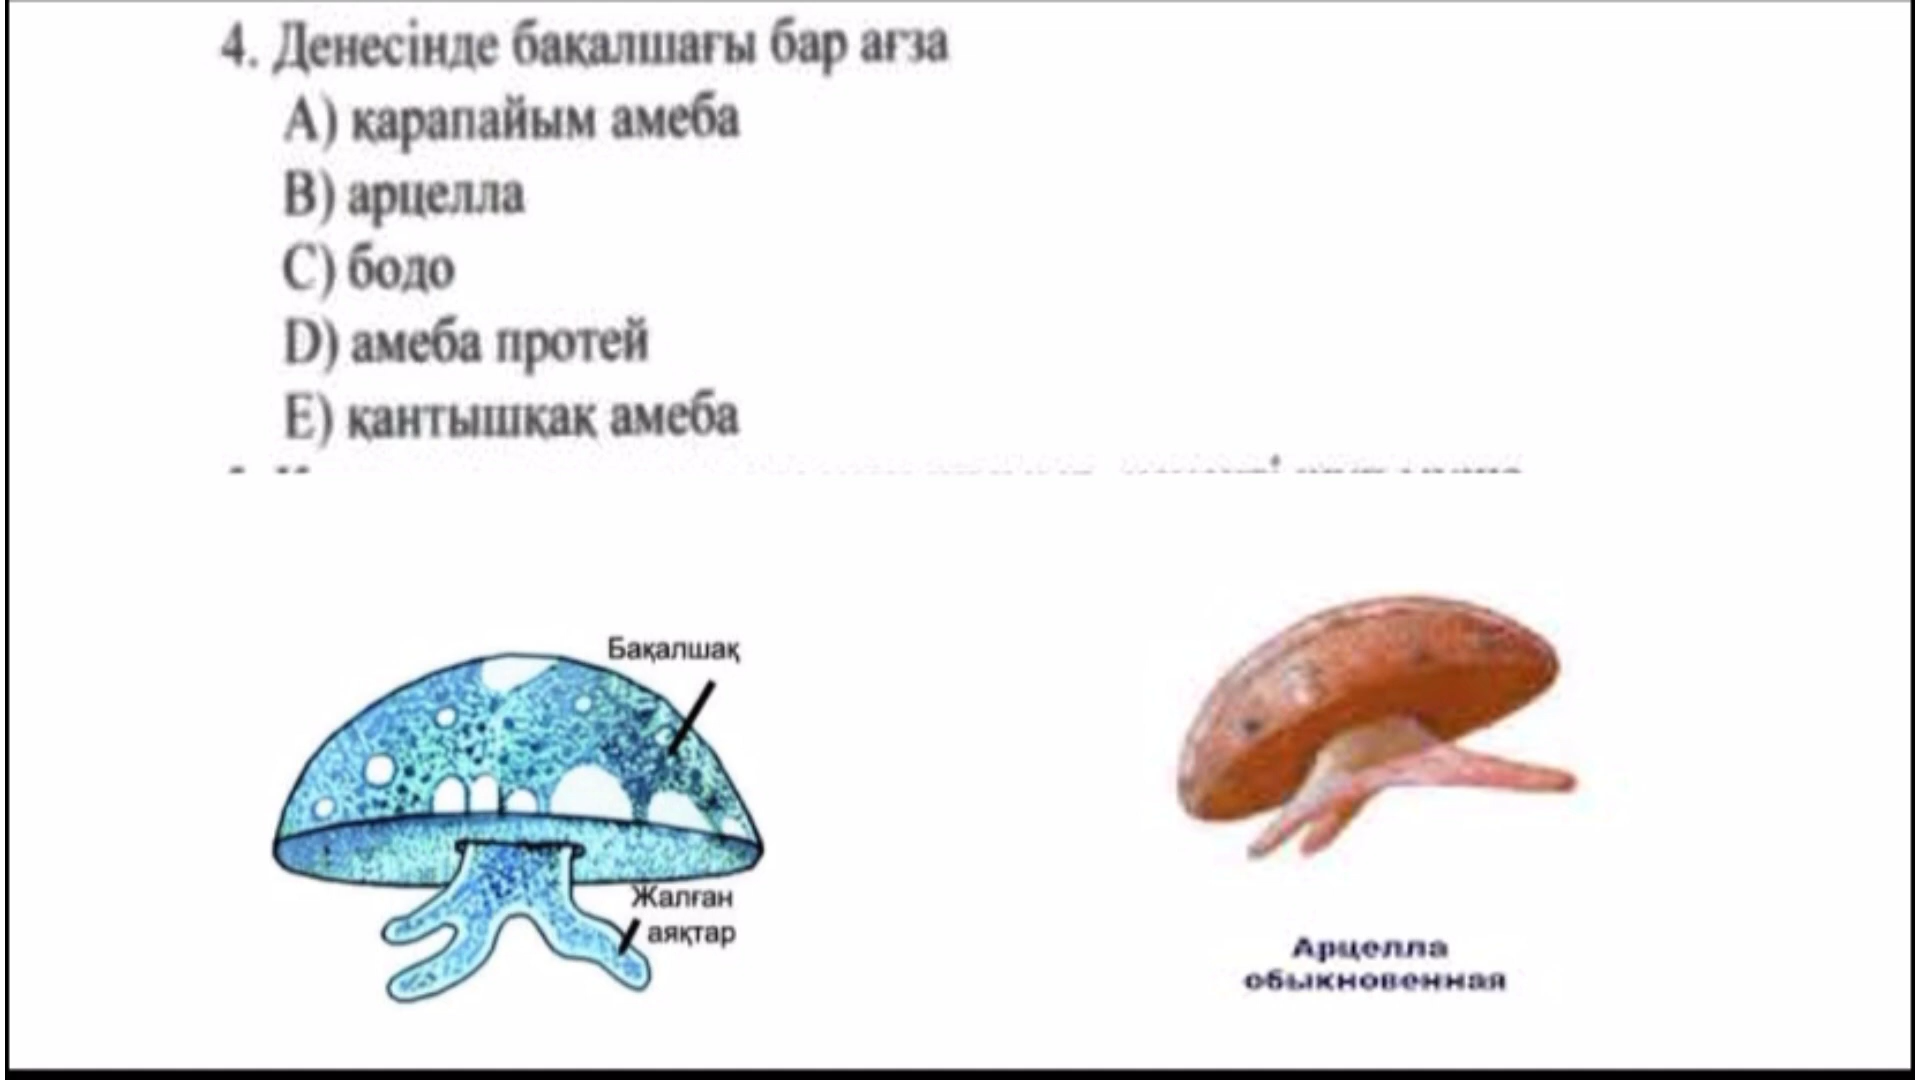 4. Денесінде бақалшағы бар ағза
A) қарапайым амеба
B) арцелла
C) бодо
D) амеба протей
E) қантышқақ амеба
Бақалшақ
Жалған
аяқтар
Арцелла
обыкновенная